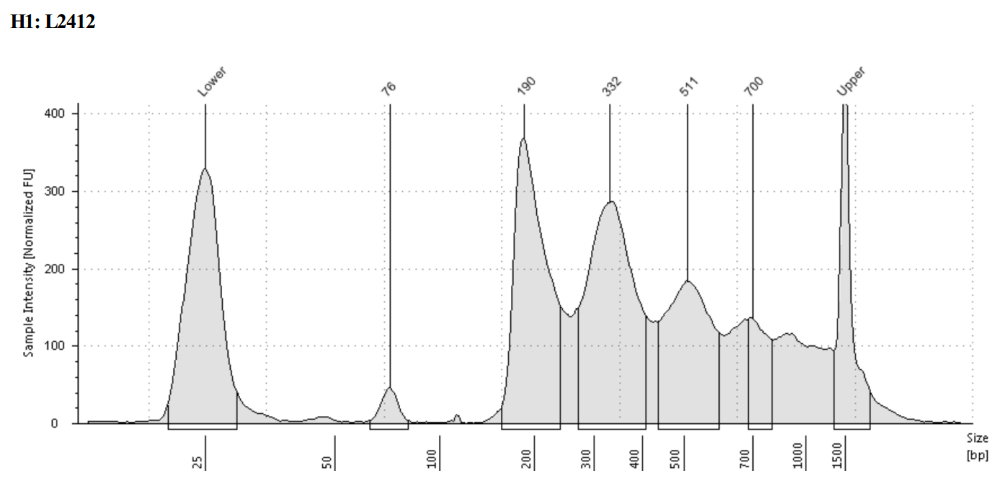 H1: L2412
Lower 76 190 332 511 700 Upper
400
300
200
100
0
Sample Intensity [Normalized FU]
25 50 100 200 300 400 500 700 1000 1500
Size
[bp]